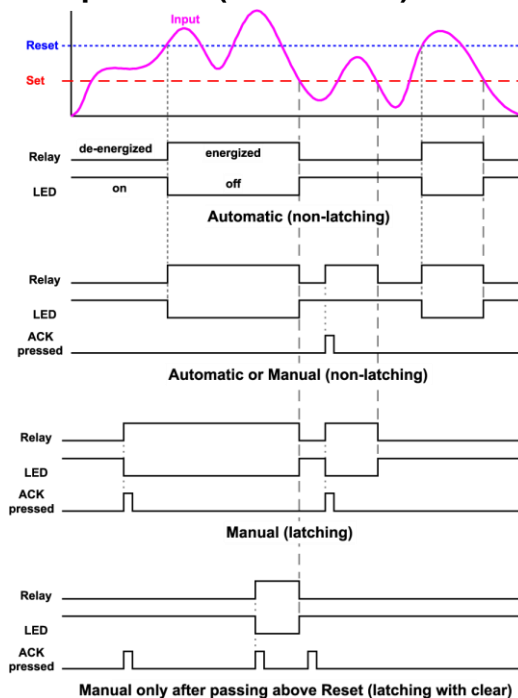 Input
Reset
Set
de-energized energized
Relay
LED
on off
Automatic (non-latching)
Relay
LED
ACK
pressed
Automatic or Manual (non-latching)
Relay
LED
ACK
pressed
Manual (latching)
Relay
LED
ACK
pressed
Manual only after passing above Reset (latching with clear)